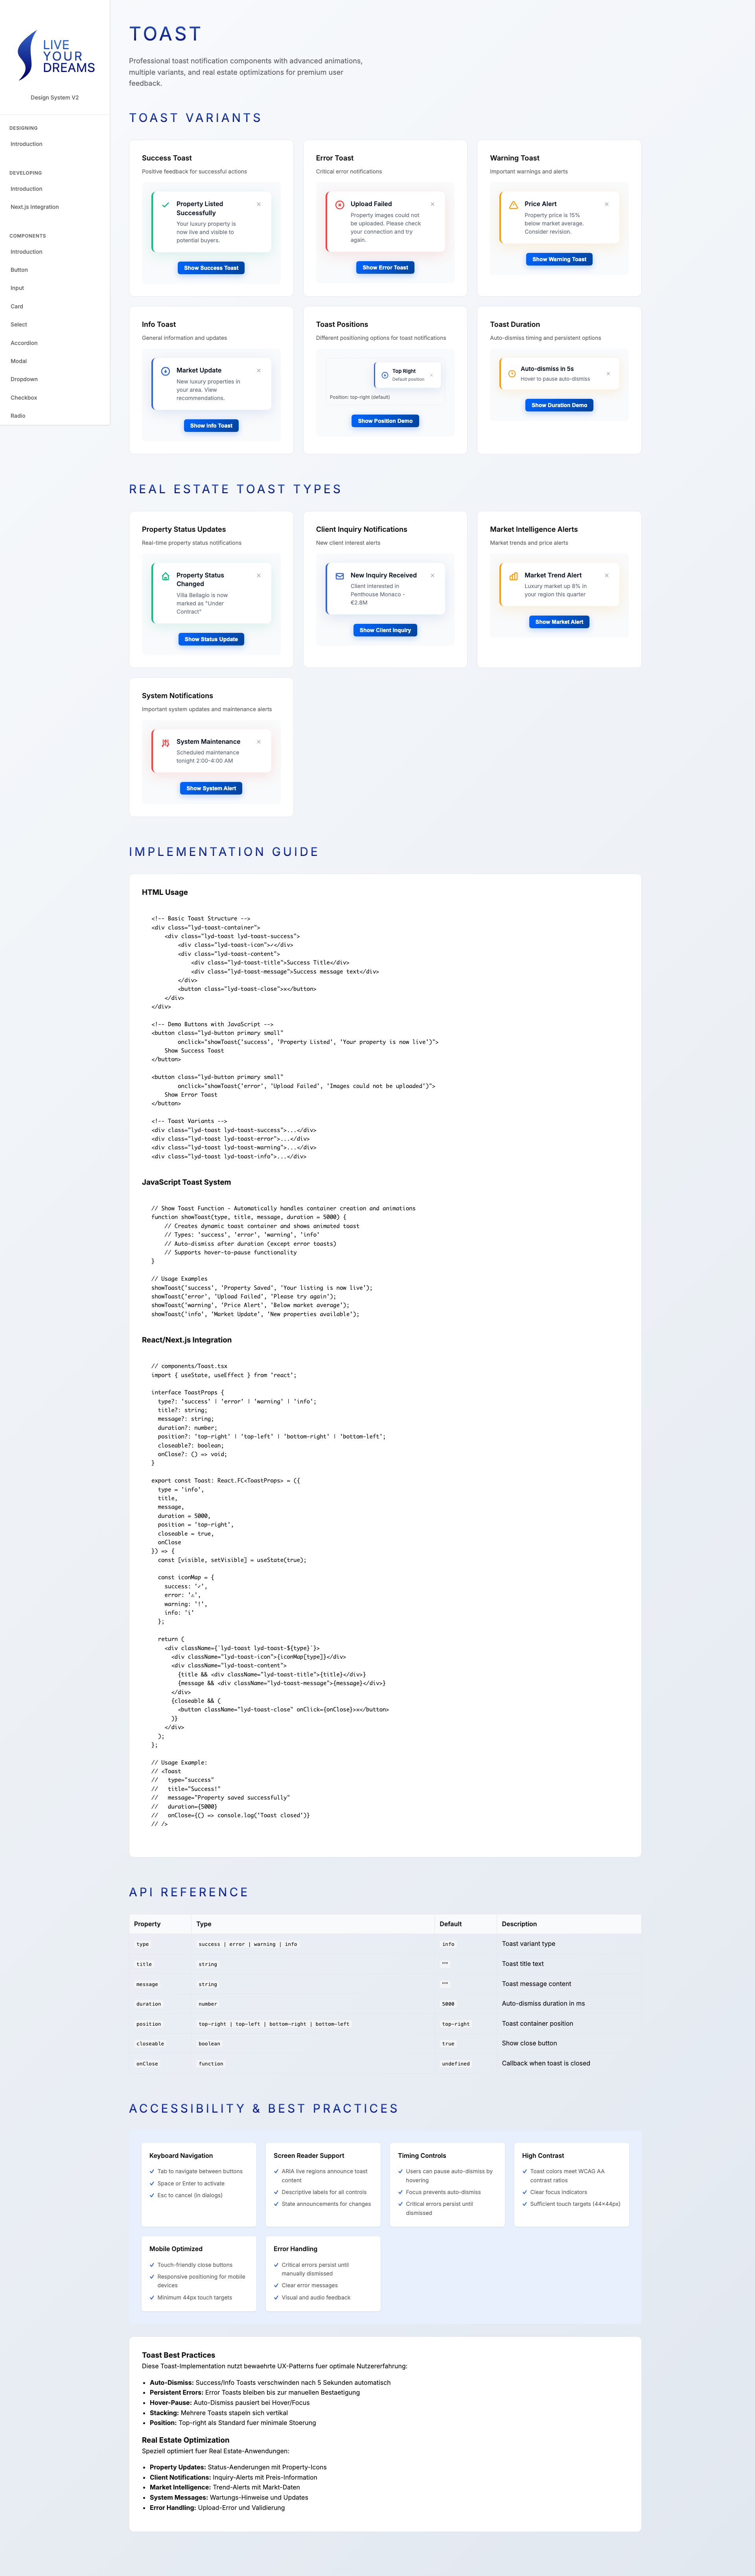 LIVE
YOUR
DREAMS
Design System V2
DESIGNING
Introduction
DEVELOPING
Introduction
Next.js Integration
COMPONENTS
Introduction
Button
Input
Card
Select
Accordion
Modal
Dropdown
Checkbox
Radio
TOAST
Professional toast notification components with advanced animations,
multiple variants, and real estate optimizations for premium user
feedback.
TOAST VARIANTS
Success Toast
Positive feedback for successful actions
Property Listed
Successfully
×
Your luxury property is
now live and visible to
potential buyers.
Show Success Toast
Error Toast
Critical error notifications
Upload Failed
×
Property images could not
be uploaded. Please check
your connection and try
again.
Show Error Toast
Warning Toast
Important warnings and alerts
Price Alert
×
Property price is 15%
below market average.
Consider revision.
Show Warning Toast
Info Toast
General information and updates
Market Update
×
New luxury properties in
your area. View
recommendations.
Show Info Toast
Toast Positions
Different positioning options for toast notifications
Top Right
×
Default position
Position: top-right (default)
Show Position Demo
Toast Duration
Auto-dismiss timing and persistent options
Auto-dismiss in 5s
×
Hover to pause auto-dismiss
Show Duration Demo
REAL ESTATE TOAST TYPES
Property Status Updates
Real-time property status notifications
Property Status
Changed
×
Villa Bellagio is now
marked as "Under
Contract"
Show Status Update
Client Inquiry Notifications
New client interest alerts
New Inquiry Received
×
Client interested in
Penthouse Monaco -
€2.8M
Show Client Inquiry
Market Intelligence Alerts
Market trends and price alerts
Market Trend Alert
×
Luxury market up 8% in
your region this quarter
Show Market Alert
System Notifications
Important system updates and maintenance alerts
System Maintenance
×
Scheduled maintenance
tonight 2:00-4:00 AM
Show System Alert
IMPLEMENTATION GUIDE
HTML Usage
<!-- Basic Toast Structure -->
<div class="lyd-toast-container">
<div class="lyd-toast lyd-toast-success">
<div class="lyd-toast-icon">✓</div>
<div class="lyd-toast-content">
<div class="lyd-toast-title">Success Title</div>
<div class="lyd-toast-message">Success message text</div>
</div>
<button class="lyd-toast-close">×</button>
</div>
</div>
<!-- Demo Buttons with JavaScript -->
<button class="lyd-button primary small"
onclick="showToast('success', 'Property Listed', 'Your property is now live')">
Show Success Toast
</button>
<button class="lyd-button primary small"
onclick="showToast('error', 'Upload Failed', 'Images could not be uploaded')">
Show Error Toast
</button>
<!-- Toast Variants -->
<div class="lyd-toast lyd-toast-success">...</div>
<div class="lyd-toast lyd-toast-error">...</div>
<div class="lyd-toast lyd-toast-warning">...</div>
<div class="lyd-toast lyd-toast-info">...</div>
JavaScript Toast System
// Show Toast Function - Automatically handles container creation and animations
function showToast(type, title, message, duration = 5000) {
// Creates dynamic toast container and shows animated toast
// Types: 'success', 'error', 'warning', 'info'
// Auto-dismiss after duration (except error toasts)
// Supports hover-to-pause functionality
}
// Usage Examples
showToast('success', 'Property Saved', 'Your listing is now live');
showToast('error', 'Upload Failed', 'Please try again');
showToast('warning', 'Price Alert', 'Below market average');
showToast('info', 'Market Update', 'New properties available');
React/Next.js Integration
// components/Toast.tsx
import { useState, useEffect } from 'react';
interface ToastProps {
type?: 'success' | 'error' | 'warning' | 'info';
title?: string;
message?: string;
duration?: number;
position?: 'top-right' | 'top-left' | 'bottom-right' | 'bottom-left';
closeable?: boolean;
onClose?: () => void;
}
export const Toast: React.FC<ToastProps> = ({
type = 'info',
title,
message,
duration = 5000,
position = 'top-right',
closeable = true,
onClose
}) => {
const [visible, setVisible] = useState(true);
const iconMap = {
success: '✓',
error:
warning: '!',
info: 'i'
};
return (
<div className={`lyd-toast lyd-toast-${type}`}>
<div className="lyd-toast-icon">{iconMap[type]}</div>
<div className="lyd-toast-content">
{title && <div className="lyd-toast-title">{title}</div>}
{message && <div className="lyd-toast-message">{message}</div>}
</div>
{closeable && (
<button className="lyd-toast-close" onClick={onClose}>×</button>
)}
</div>
);
};
// Usage Example:
// <Toast
// type="success"
// title="Success!"
// message="Property saved successfully"
// duration={5000}
// onClose={() => console.log('Toast closed')}
// />
API REFERENCE
Property Type Default Description
type success | error | warning | info info Toast variant type
title string "" Toast title text
message string "" Toast message content
duration number 5000 Auto-dismiss duration in ms
position top-right | top-left | bottom-right | bottom-left top-right Toast container position
closeable boolean true Show close button
onClose function undefined Callback when toast is closed
ACCESSIBILITY & BEST PRACTICES
Keyboard Navigation
Tab to navigate between buttons
Space or Enter to activate
Esc to cancel (in dialogs)
Screen Reader Support
ARIA live regions announce toast
content
Descriptive labels for all controls
State announcements for changes
Timing Controls
Users can pause auto-dismiss by
hovering
Focus prevents auto-dismiss
Critical errors persist until
dismissed
High Contrast
Toast colors meet WCAG AA
contrast ratios
Clear focus indicators
Sufficient touch targets (44×44px)
Mobile Optimized
Touch-friendly close buttons
Responsive positioning for mobile
devices
Minimum 44px touch targets
Error Handling
Critical errors persist until
manually dismissed
Clear error messages
Visual and audio feedback
Toast Best Practices
Diese Toast-Implementation nutzt bewaehrte UX-Patterns fuer optimale Nutzererfahrung:
• Auto-Dismiss: Success/Info Toasts verschwinden nach 5 Sekunden automatisch
• Persistent Errors: Error Toasts bleiben bis zur manuellen Bestaetigung
• Hover-Pause: Auto-Dismiss pausiert bei Hover/Focus
• Stacking: Mehrere Toasts stapeln sich vertikal
• Position: Top-right als Standard fuer minimale Stoerung
Real Estate Optimization
Speziell optimiert fuer Real Estate-Anwendungen:
• Property Updates: Status-Aenderungen mit Property-Icons
• Client Notifications: Inquiry-Alerts mit Preis-Information
• Market Intelligence: Trend-Alerts mit Markt-Daten
• System Messages: Wartungs-Hinweise und Updates
• Error Handling: Upload-Error und Validierung